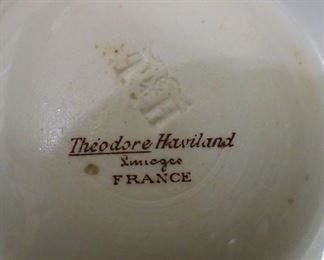 Théodore Haviland
Limoges
FRANCE